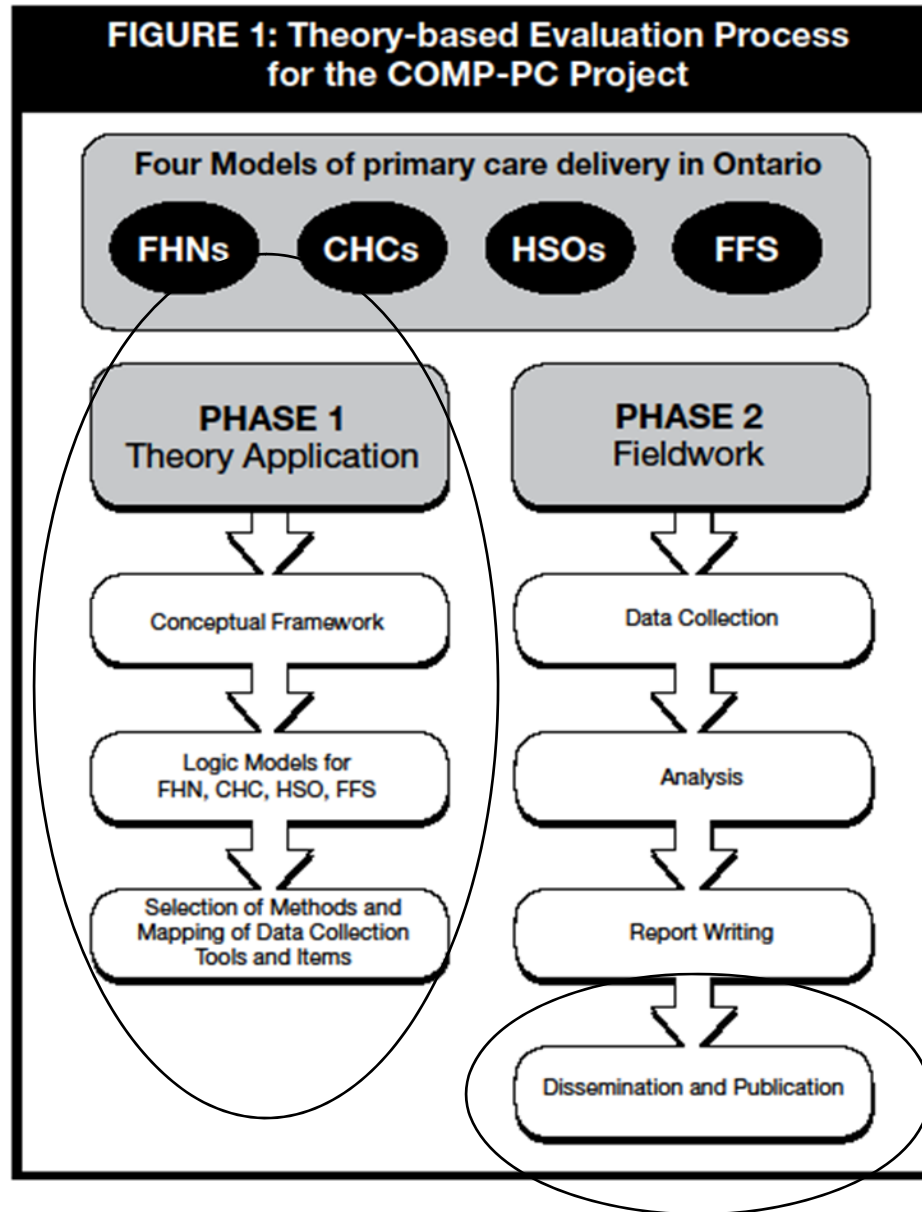 FIGURE 1: Theory-based Evaluation Process
for the COMP-PC Project
Four Models of primary care delivery in Ontario
FHNs
CHCs
HSOs
FFS
PHASE 1
Theory Application
Conceptual Framework
Logic Models for
FHN, CHC, HSO, FFS
Selection of Methods and
Mapping of Data Collection
Tools and Items
PHASE 2
Fieldwork
Data Collection
Analysis
Report Writing
Dissemination and Publication